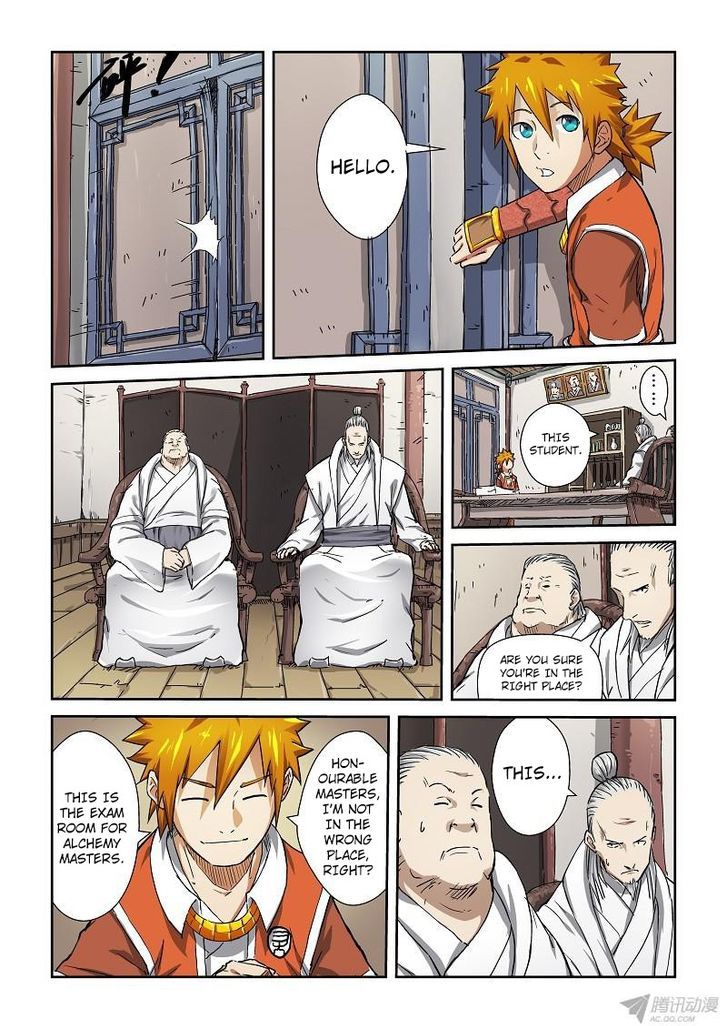 砰!
HELLO.
THIS
STUDENT.
......
ARE YOU SURE
YOU'RE IN THE
RIGHT PLACE?
HON-
OURABLE
MASTERS,
I'M NOT
IN THE
WRONG
PLACE,
RIGHT?
THIS IS
THE EXAM
ROOM FOR
ALCHEMY
MASTERS.
THIS...
腾讯动漫
AC.QQ.COM